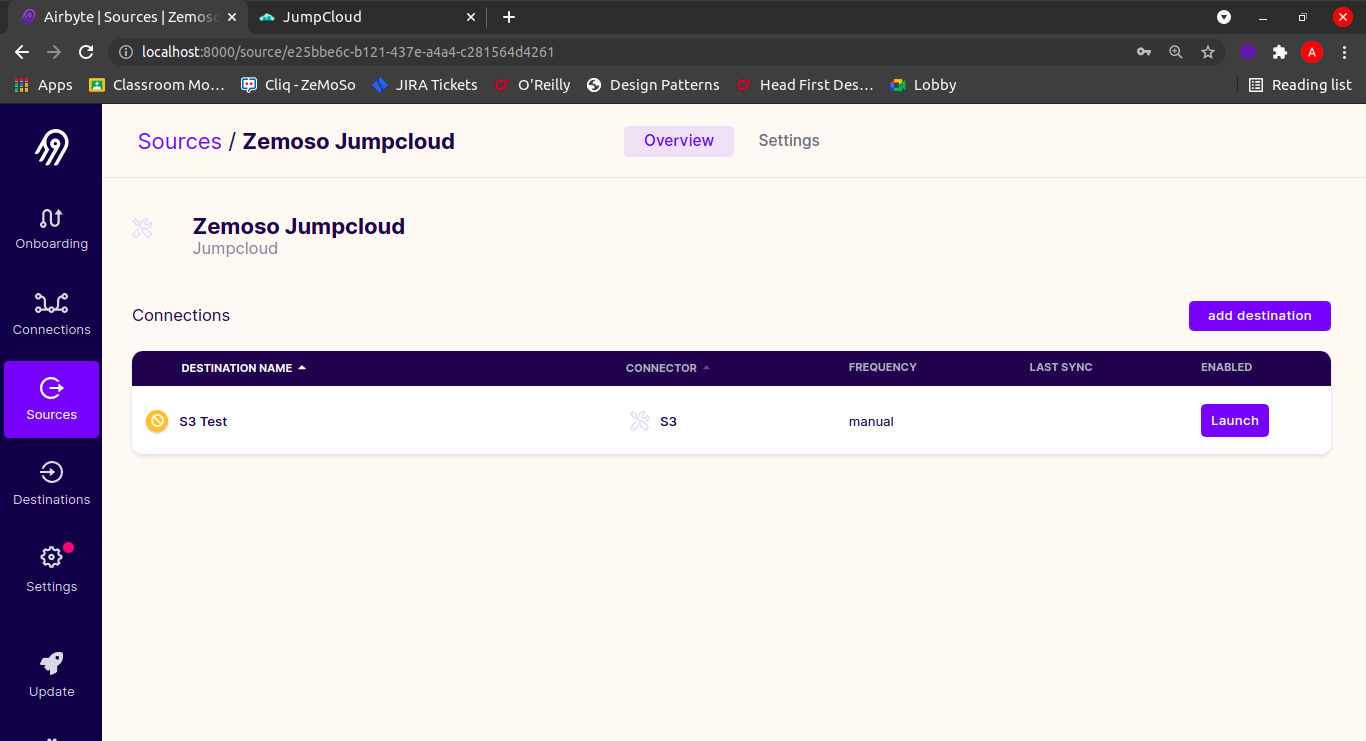 Airbyte | Sources | Zemoso
JumpCloud
localhost:8000/source/e25bbe6c-b121-437e-a4a4-c281564d4261
A
Apps
Classroom Mo…
Cliq - ZeMoSo
JIRA Tickets
O'Reilly
Design Patterns
Head First Des…
Lobby
Reading list
Sources / Zemoso Jumpcloud
Overview
Settings
Onboarding
Connections
Sources
Destinations
Settings
Update
Zemoso Jumpcloud
Jumpcloud
Connections
add destination
DESTINATION NAME
CONNECTOR
FREQUENCY
LAST SYNC
ENABLED
S3 Test
S3
manual
Launch